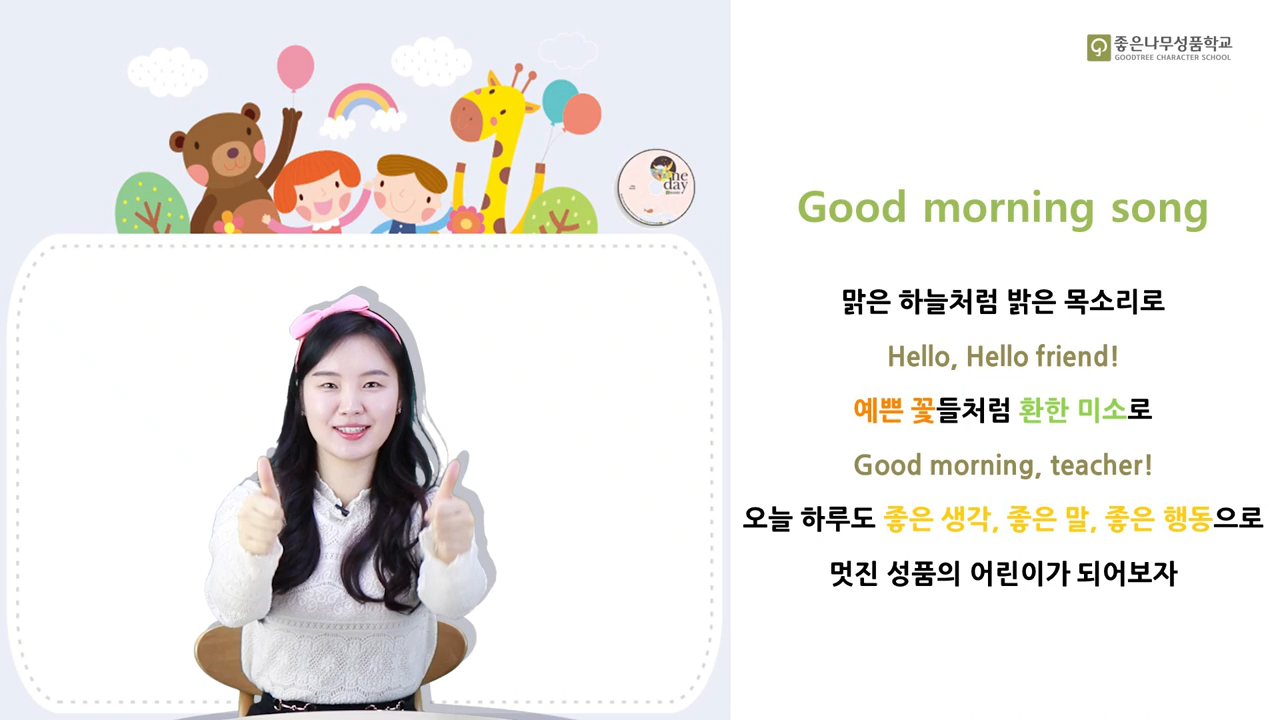 좋은나무성품학교
GOODTREE CHARACTER SCHOOL
one
day
Good morning song
맑은 하늘처럼 밝은 목소리로
Hello, Hello friend!
예쁜 꽃들처럼 환한 미소로
Good morning, teacher!
오늘 하루도 좋은 생각, 좋은 말, 좋은 행동으로
멋진 성품의 어린이가 되어보자